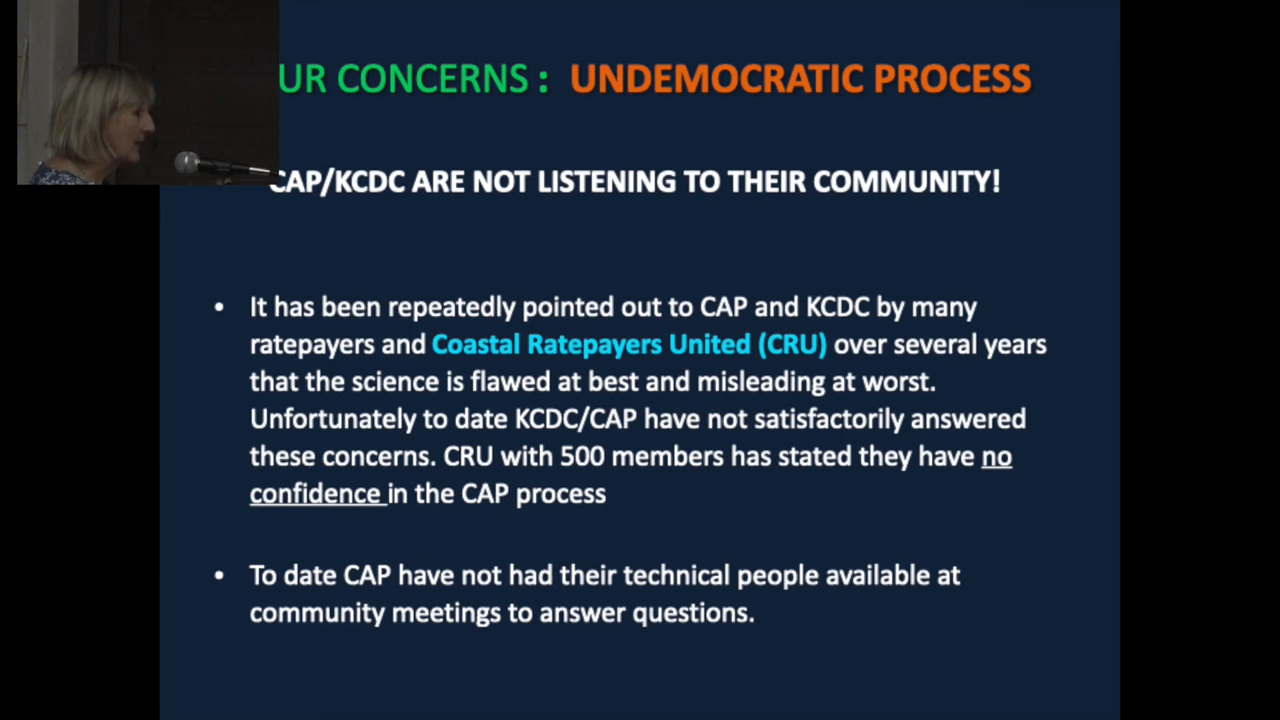 UR CONCERNS : UNDEMOCRATIC PROCESS
CAP/KCDC ARE NOT LISTENING TO THEIR COMMUNITY!
• It has been repeatedly pointed out to CAP and KCDC by many
ratepayers and Coastal Ratepayers United (CRU) over several years
that the science is flawed at best and misleading at worst.
Unfortunately to date KCDC/CAP have not satisfactorily answered
these concerns. CRU with 500 members has stated they have no
confidence in the CAP process
• To date CAP have not had their technical people available at
community meetings to answer questions.